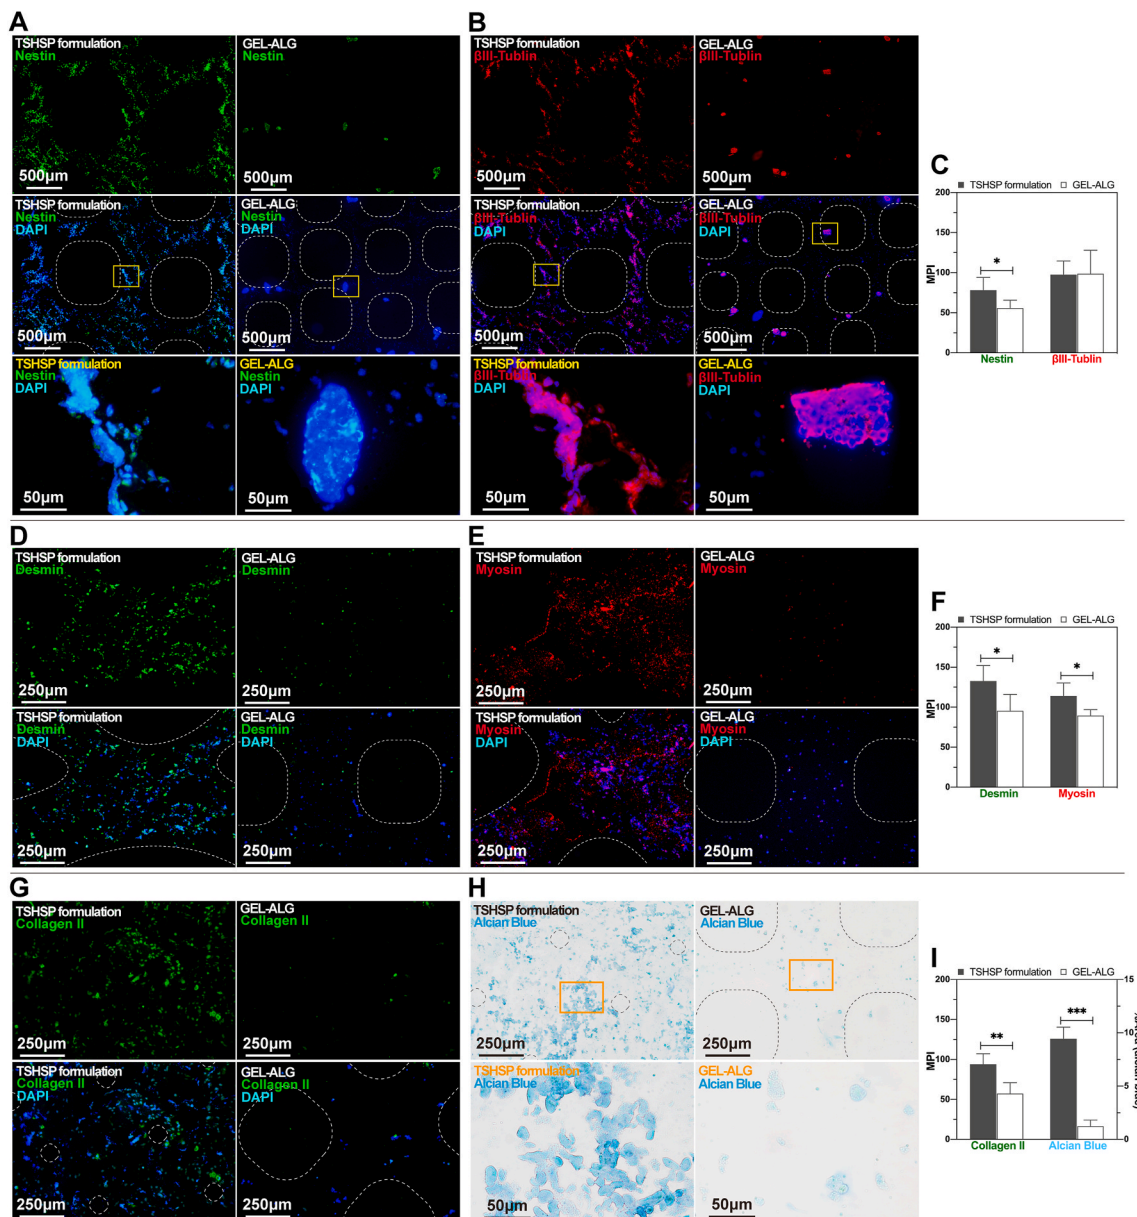 A
TSHSP formulation
Nestin
500μm
GEL-ALG
Nestin
500μm
TSHSP formulation
Nestin
DAPI
500μm
GEL-ALG
Nestin
DAPI
500μm
TSHSP formulation
Nestin
DAPI
50μm
GEL-ALG
Nestin
DAPI
50μm
B
TSHSP formulation
βIII-Tublin
500μm
GEL-ALG
βIII-Tublin
500μm
TSHSP formulation
βIII-Tublin
DAPI
500μm
GEL-ALG
βIII-Tublin
DAPI
500μm
TSHSP formulation
βIII-Tublin
DAPI
50μm
GEL-ALG
βIII-Tublin
DAPI
50μm
C
TSHSP formulation GEL-ALG
200
150
100
50
0
MPI
*
Nestin βIII-Tublin
D
TSHSP formulation
Desmin
250μm
GEL-ALG
Desmin
250μm
TSHSP formulation
Desmin
DAPI
250μm
GEL-ALG
Desmin
DAPI
250μm
E
TSHSP formulation
Myosin
250μm
GEL-ALG
Myosin
250μm
TSHSP formulation
Myosin
DAPI
250μm
GEL-ALG
Myosin
DAPI
250μm
F
TSHSP formulation GEL-ALG
200
150
100
50
0
MPI
* *
Desmin Myosin
G
TSHSP formulation
Collagen II
250μm
GEL-ALG
Collagen II
250μm
TSHSP formulation
Collagen II
DAPI
250μm
GEL-ALG
Collagen II
DAPI
250μm
H
TSHSP formulation
Alcian Blue
250μm
GEL-ALG
Alcian Blue
250μm
TSHSP formulation
Alcian Blue
50μm
GEL-ALG
Alcian Blue
50μm
I
TSHSP formulation GEL-ALG
200
150
100
50
0
MPI
** ***
15
10
5
0
Collagen II Alcian Blue